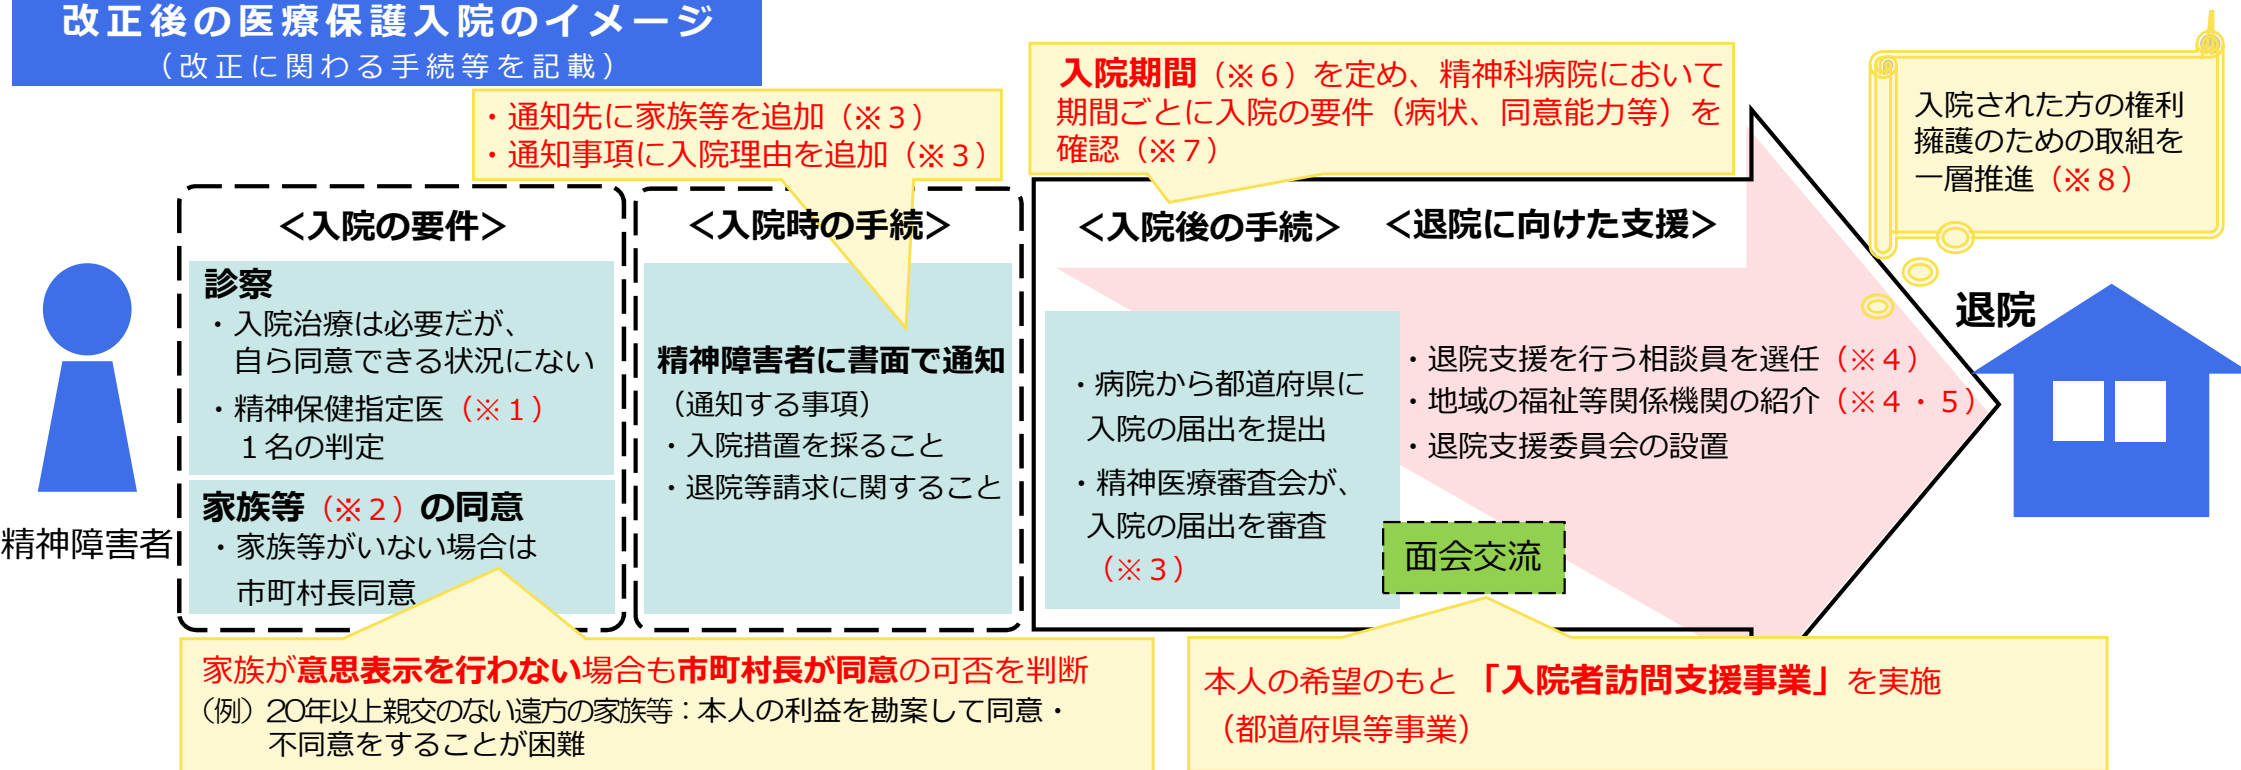 改正後の医療保護入院のイメージ
（改正に関わる手続等を記載）
・通知先に家族等を追加（※３）
・通知事項に入院理由を追加（※３）
入院期間（※６）を定め、精神科病院において
期間ごとに入院の要件（病状、同意能力等）を
確認（※７）
入院された方の権利
擁護のための取組を
一層推進（※８）
精神障害者
＜入院の要件＞
診察
・入院治療は必要だが、
自ら同意できる状況にない
・精神保健指定医（※１）
１名の判定
家族等（※２）の同意
・家族等がいない場合は
市町村長同意
＜入院時の手続＞
精神障害者に書面で通知
（通知する事項）
・入院措置を採ること
・退院等請求に関すること
＜入院後の手続＞
・病院から都道府県に
入院の届出を提出
・精神医療審査会が、
入院の届出を審査
（※３）
＜退院に向けた支援＞
・退院支援を行う相談員を選任（※４）
・地域の福祉等関係機関の紹介（※４・５）
・退院支援委員会の設置
面会交流
退院
家族が意思表示を行わない場合も市町村長が同意の可否を判断
（例）20年以上親交のない遠方の家族等：本人の利益を勘案して同意・
不同意をすることが困難
本人の希望のもと「入院者訪問支援事業」を実施
（都道府県等事業）